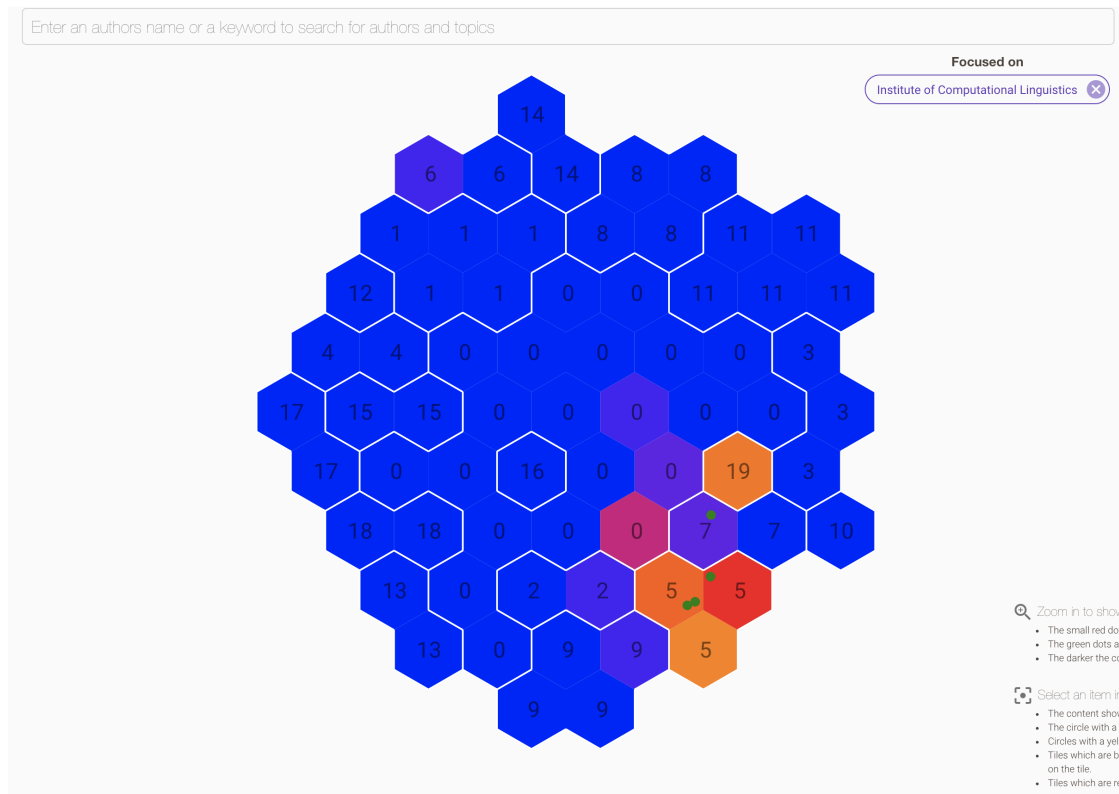 Enter an authors name or a keyword to search for authors and topics
Focused on
Institute of Computational Linguistics
14
6 6 14 8 8
1 1 1 8 8 11 11
12 1 1 0 0 11 11 11
4 4 0 0 0 0 0 3
17 15 15 0 0 0 0 0 3
17 0 0 16 0 0 19 3
18 18 0 0 0 7 7 10
13 0 2 2 5 5
13 0 9 9 5
9 9
Zoom in to
The small red
The green dots
The darker the
Select an item
The content
The circle with a
Circles with a
Tiles which are
on the tile.
Tiles which are